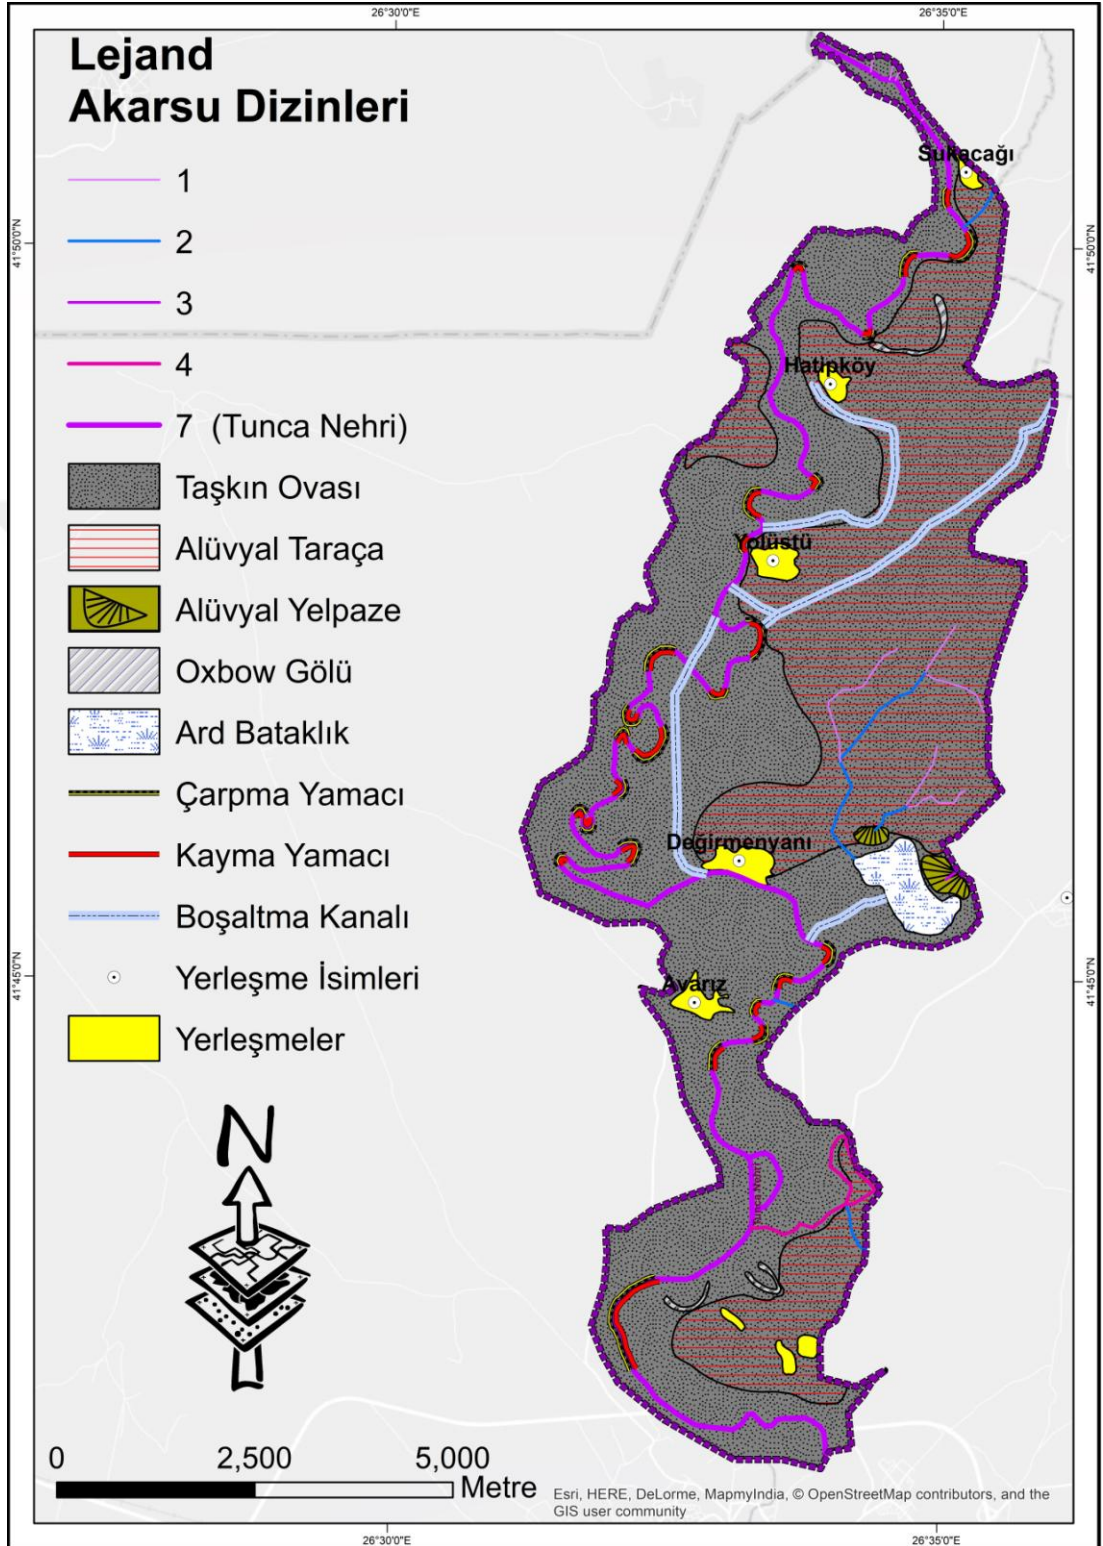 26°30'0"E
26°35'0"E
Lejand
Akarsu Dizinleri
1
2
3
4
7 (Tunca Nehri)
Taşkın Ovası
Alüvyal Taraça
Alüvyal Yelpaze
Oxbow Gölü
Ard Bataklık
Çarpma Yamacı
Kayma Yamacı
Boşaltma Kanalı
Yerleşme İsimleri
Yerleşmeler
41°50'0"N
41°50'0"N
41°45'0"N
41°45'0"N
Sukacağı
Hatipköy
Yolüstü
Değirmenyanı
Avarız
Tunca Nehri
N
0
2,500
5,000
Metre
Esri, HERE, DeLorme, MapmyIndia, © OpenStreetMap contributors, and the
GIS user community
26°30'0"E
26°35'0"E